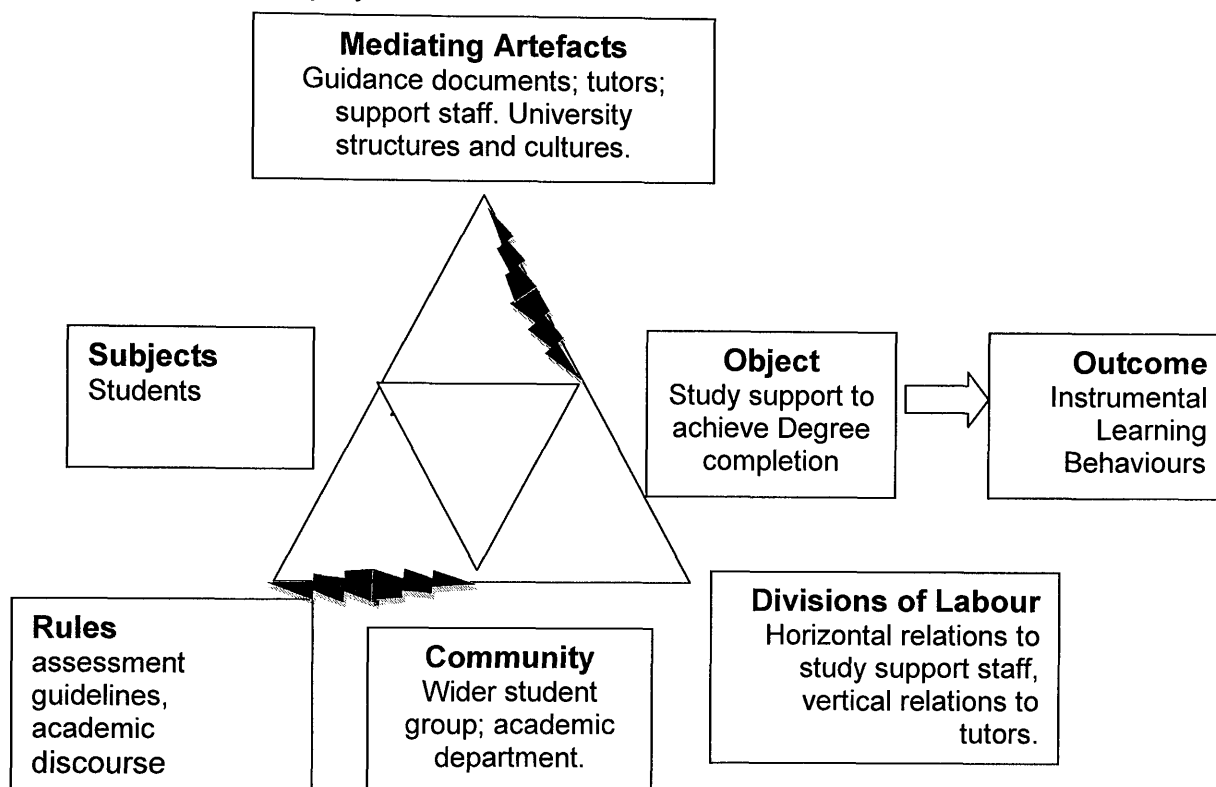 Mediating Artefacts
Guidance documents; tutors;
support staff. University
structures and cultures.
Subjects
Students
Object
Study support to
achieve Degree
completion
Outcome
Instrumental
Learning
Behaviours
Rules
assessment
guidelines,
academic
discourse
Community
Wider student
group; academic
department.
Divisions of Labour
Horizontal relations to
study support staff,
vertical relations to
tutors.